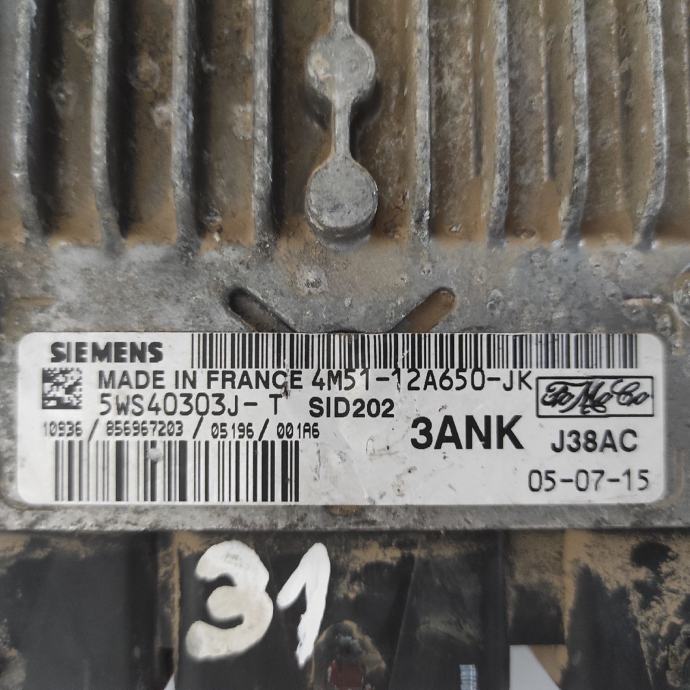 SIEMENS
MADE IN FRANCE 4M51-12A650-JK
5WS40303J-T SID202
FoMoCo
10936 / 856967203 / 05196 / 001A6
3ANK J38AC
05-07-15
31